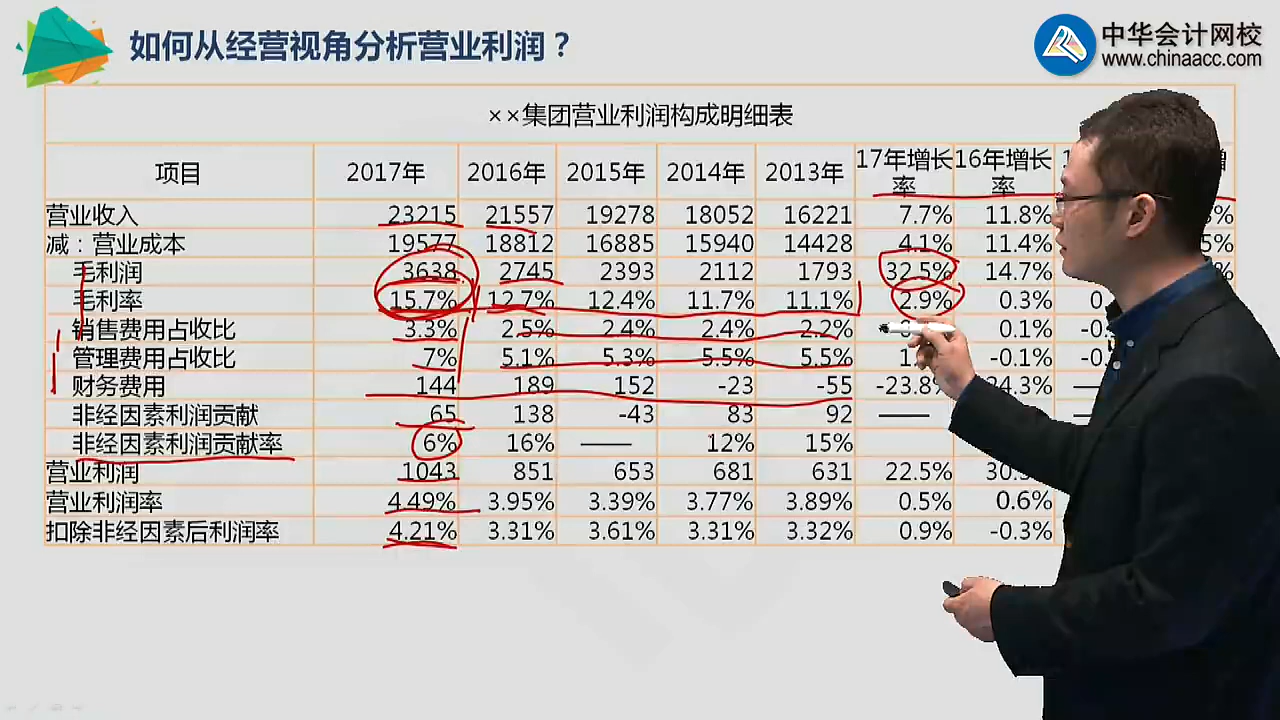 如何从经营视角分析营业利润？
中华会计网校
www.chinaacc.com
××集团营业利润构成明细表
项目 2017年 2016年 2015年 2014年 2013年 17年增长率 16年增长率
营业收入 23215 21557 19278 18052 16221 7.7% 11.8%
减：营业成本 19577 18812 16885 15940 14428 4.1% 11.4%
毛利润 3638 2745 2393 2112 1793 32.5% 14.7%
毛利率 15.7% 12.7% 12.4% 11.7% 11.1% 2.9% 0.3%
销售费用占收比 3.3% 2.5% 2.4% 2.4% 2.2% 0.1%
管理费用占收比 7% 5.1% 5.3% 5.5% 5.5% -0.1%
财务费用 144 189 152 -23 -55 -23.8%
非经因素利润贡献 65 138 -43 83 92 ——
非经因素利润贡献率 6% 16% —— 12% 15%
营业利润 1043 851 653 681 631 22.5%
营业利润率 4.49% 3.95% 3.39% 3.77% 3.89% 0.5% 0.6%
扣除非经因素后利润率 4.21% 3.31% 3.61% 3.31% 3.32% 0.9% -0.3%